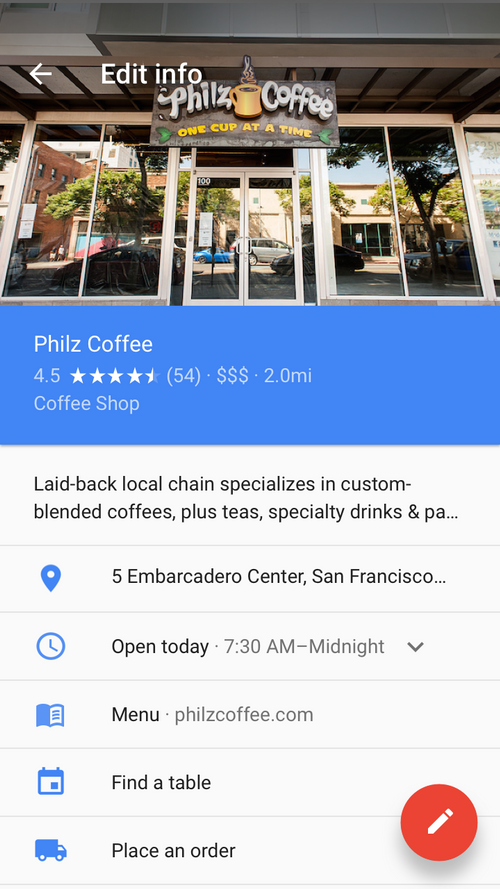 Edit info
Philz Coffee
ONE CUP AT A TIME
100
Philz Coffee
4.5 (54) · $$$ · 2.0mi
Coffee Shop
Laid-back local chain specializes in custom-
blended coffees, plus teas, specialty drinks & pa...
5 Embarcadero Center, San Francisco...
Open today · 7:30 AM–Midnight
Menu · philzcoffee.com
Find a table
Place an order